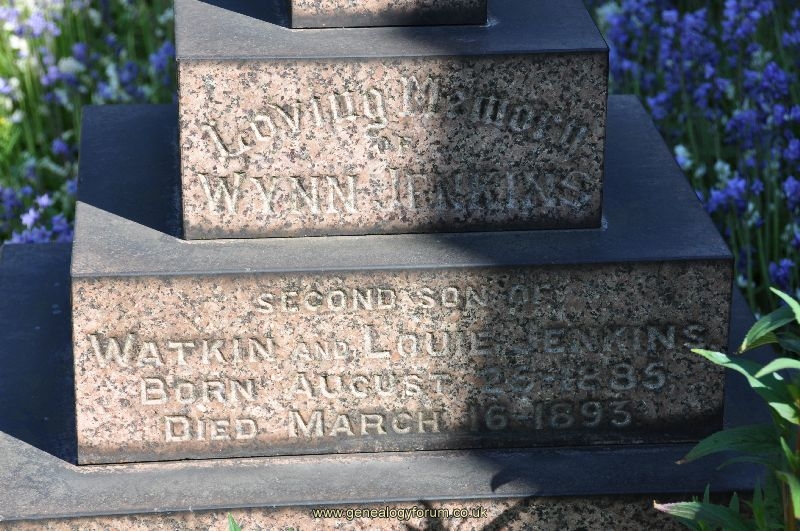 Loving Memory
OF
WYNN JENKINS
SECOND SON OF
WATKIN AND LOUIE JENKINS
BORN AUGUST 26-1885
DIED MARCH 16-1893
www.genealogyforum.co.uk